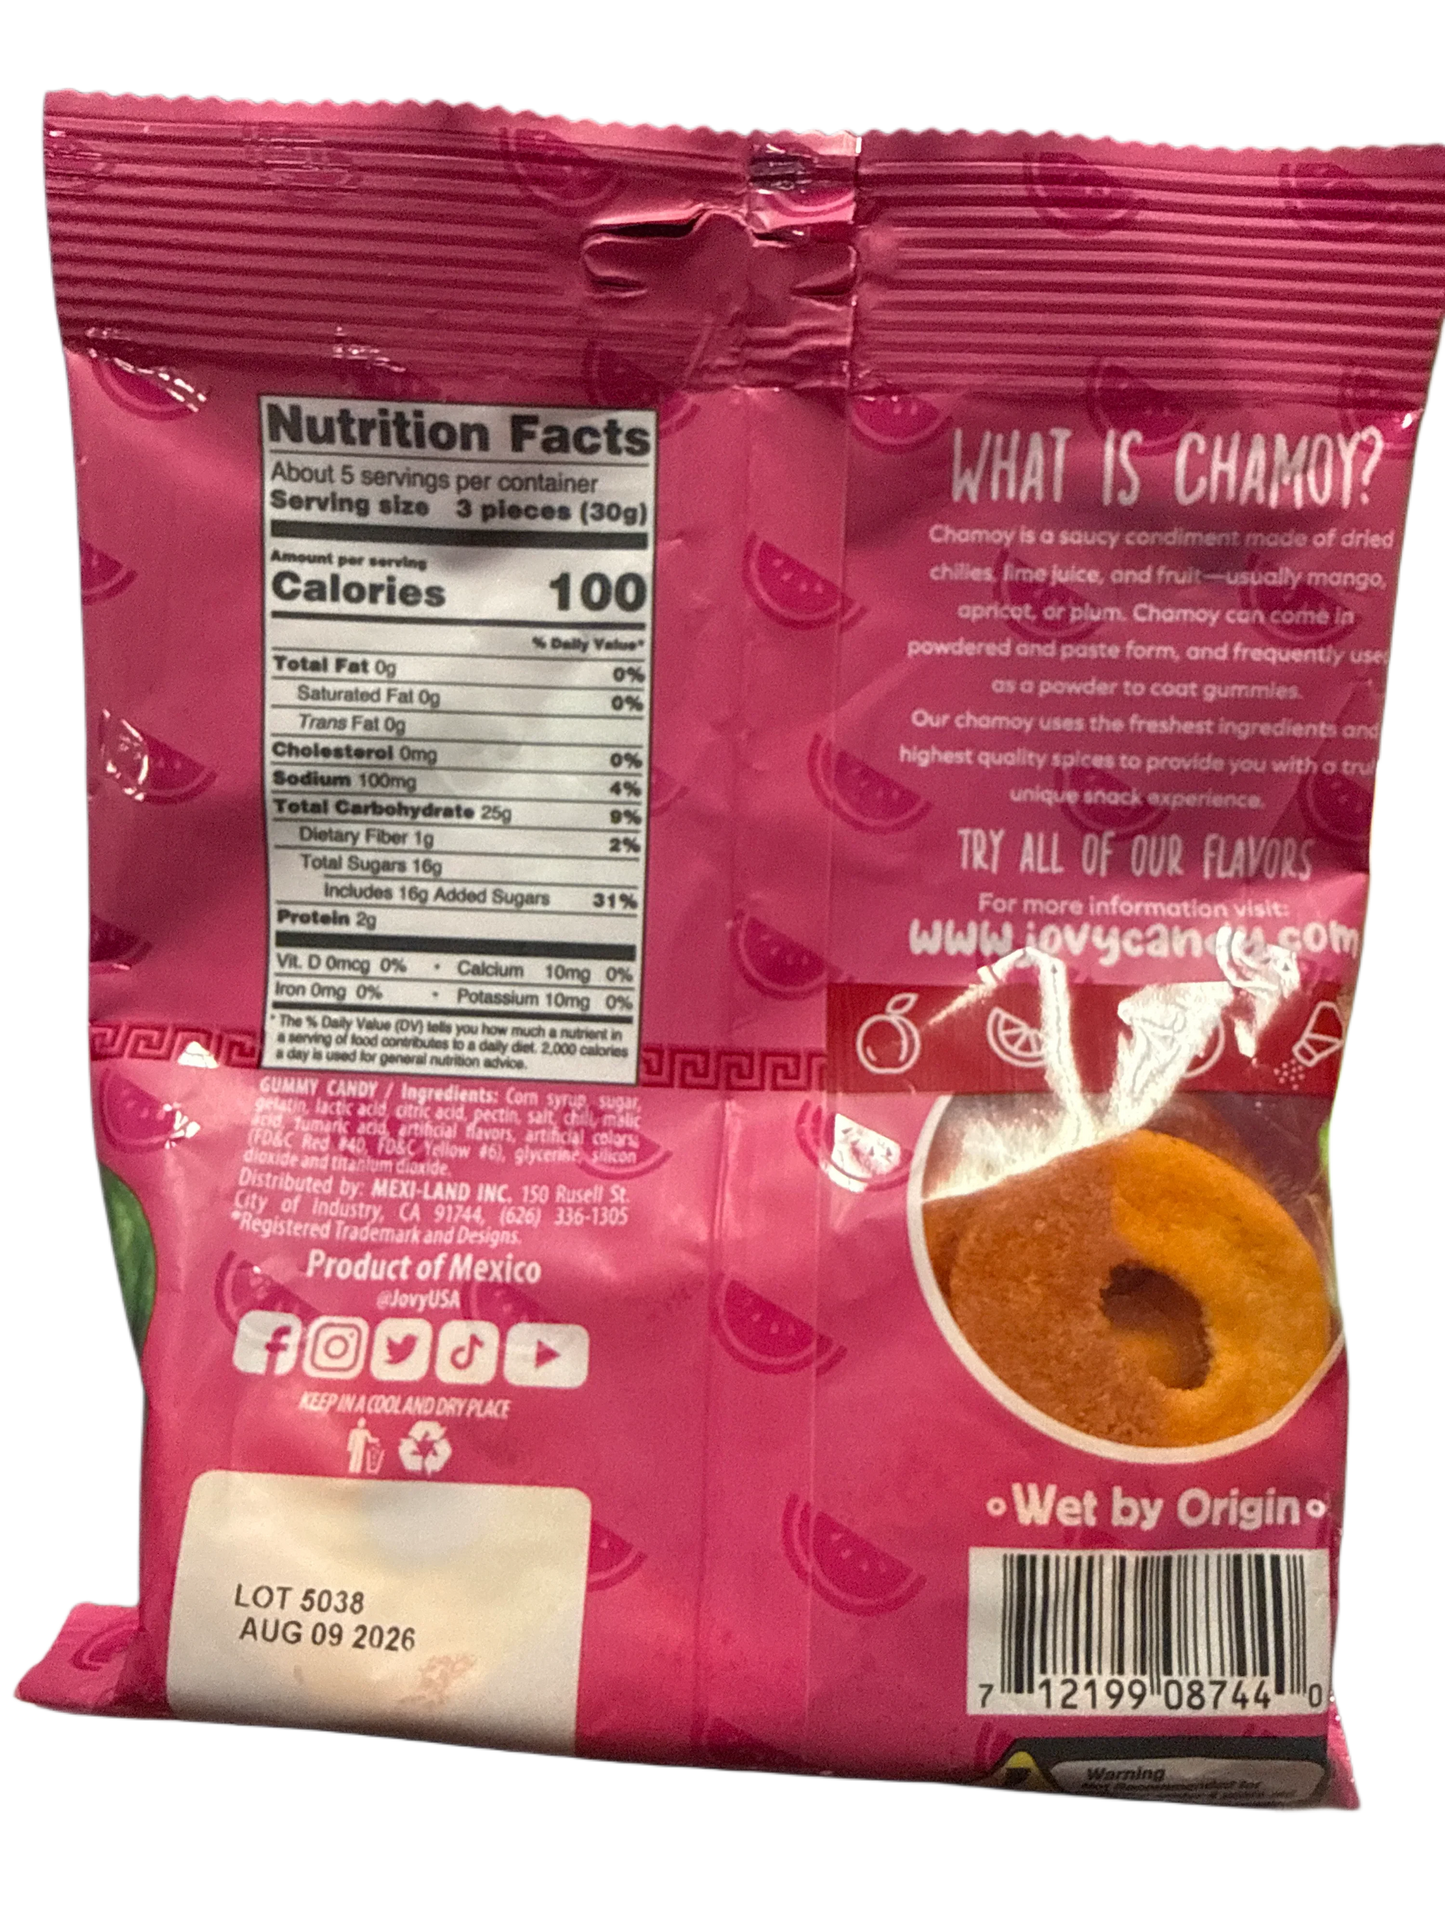 Nutrition Facts
About 5 servings per container
Serving size 3 pieces (30g)
Amount per serving
Calories 100
% Daily Value*
Total Fat 0g 0%
Saturated Fat 0g 0%
Trans Fat 0g
Cholesterol 0mg 0%
Sodium 100mg 4%
Total Carbohydrate 25g 9%
Dietary Fiber 1g 2%
Total Sugars 16g
Includes 16g Added Sugars 31%
Protein 2g
Vit. D 0mcg 0% • Calcium 10mg 0%
Iron 0mg 0% • Potassium 10mg 0%
* The % Daily Value (DV) tells you how much a nutrient in
a serving of food contributes to a daily diet. 2,000 calories
a day is used for general nutrition advice.
GUMMY CANDY / Ingredients: Corn syrup, sugar,
gelatin, lactic acid, citric acid, pectin, salt, chili, malic
acid, fumaric acid, artificial flavors, artificial colors
(FD&C Red #40, FD&C Yellow #6), glycerine, silicon
dioxide and titanium dioxide.
Distributed by: MEXI-LAND INC. 150 Rusell St.
City of Industry, CA 91744, (626) 336-1305
*Registered Trademark and Designs.
Product of Mexico
@JovyUSA
KEEP IN A COOL AND DRY PLACE
LOT 5038
AUG 09 2026
WHAT IS CHAMOY?
Chamoy is a saucy condiment made of dried
chilies, lime juice, and fruit—usually mango,
apricot, or plum. Chamoy can come in
powdered and paste form, and frequently use
as a powder to coat gummies.
Our chamoy uses the freshest ingredients and
highest quality spices to provide you with a trul
unique snack experience.
TRY ALL OF OUR FLAVORS
For more information visit:
www.jovycandy.com
Wet by Origin
7 12199 08744 0
Warning
Not Recommended for